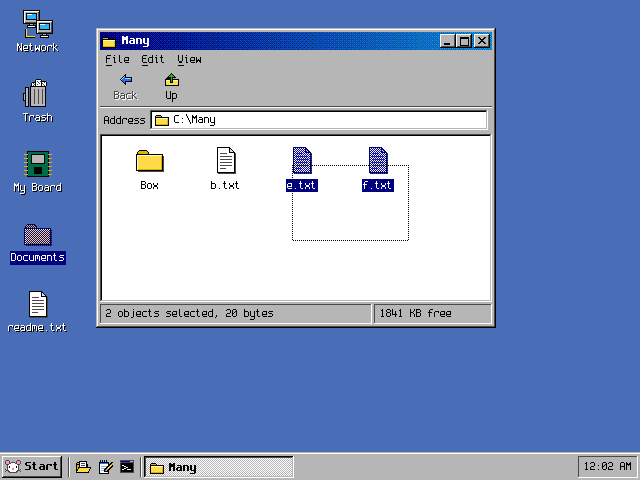 Network
Trash
My Board
Documents
readme.txt
Many
File Edit View
Back Up
Address C:\Many
Box b.txt e.txt f.txt
2 objects selected, 20 bytes 1841 KB free
Start Many 12:02 AM